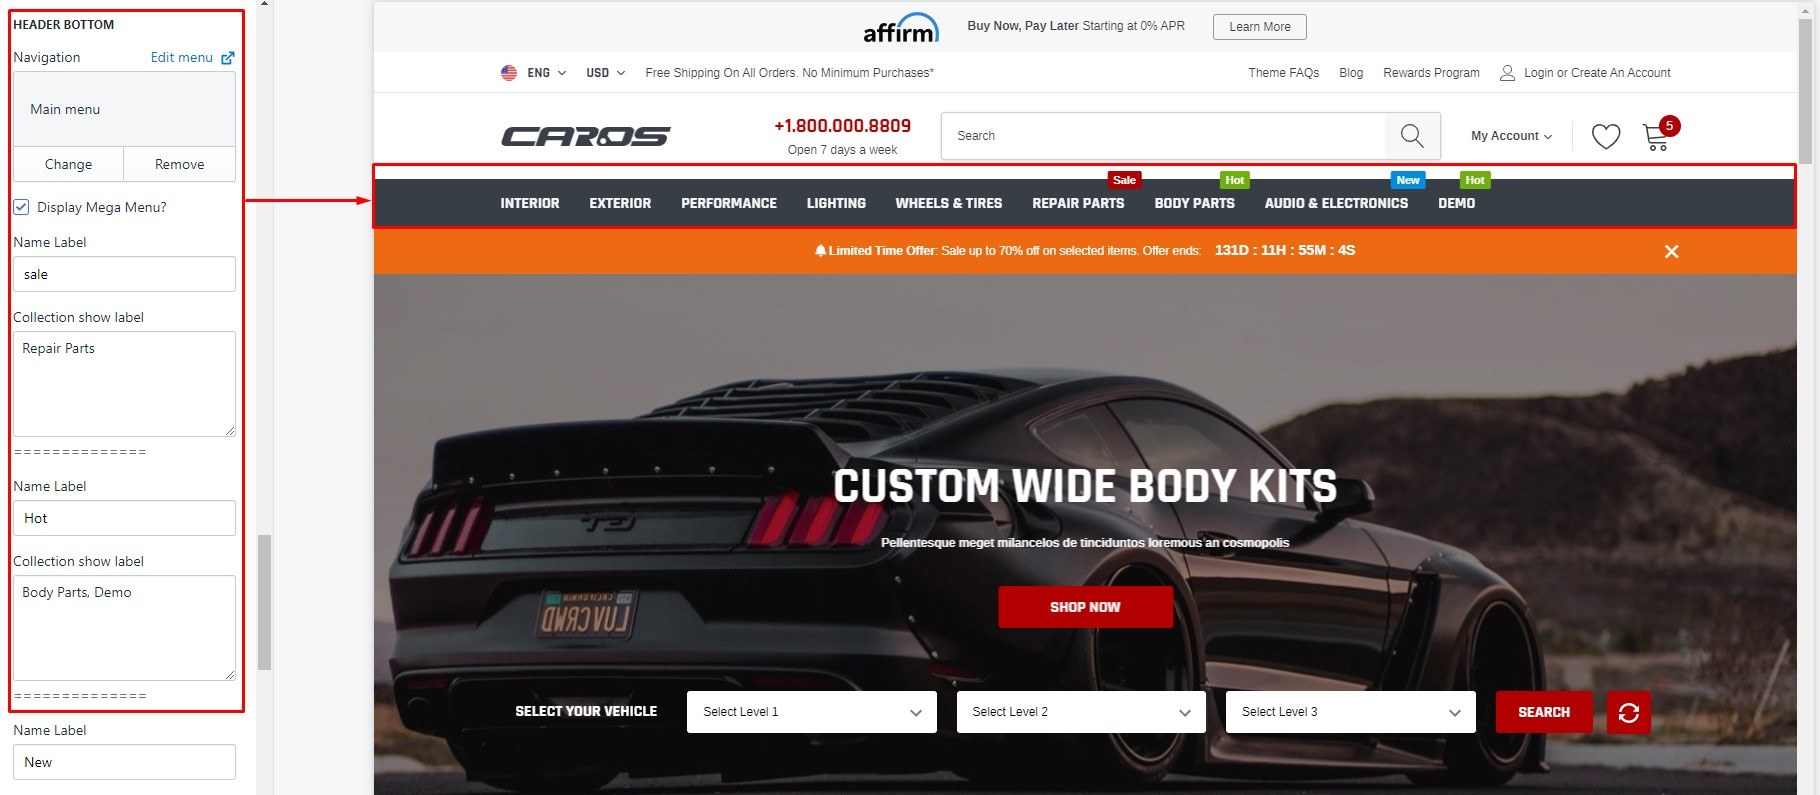 HEADER BOTTOM
Navigation Edit menu
Main menu
Change Remove
Display Mega Menu?
Name Label
sale
Collection show label
Repair Parts
==============
Name Label
Hot
Collection show label
Body Parts, Demo
==============
Name Label
New
affirm Buy Now, Pay Later Starting at 0% APR Learn More
ENG USD Free Shipping On All Orders. No Minimum Purchases* Theme FAQs Blog Rewards Program Login or Create An Account
CAROS
+1.800.000.8809
Open 7 days a week
Search
My Account
5
Sale Hot New Hot
INTERIOR EXTERIOR PERFORMANCE LIGHTING WHEELS & TIRES REPAIR PARTS BODY PARTS AUDIO & ELECTRONICS DEMO
Limited Time Offer: Sale up to 70% off on selected items. Offer ends: 131D : 11H : 55M : 4S
CUSTOM WIDE BODY KITS
Pellentesque meget milancelos de tinciduntos loremous an cosmopolis
SHOP NOW
CALIFORNIA
LUVCRWD
SELECT YOUR VEHICLE Select Level 1 Select Level 2 Select Level 3 SEARCH